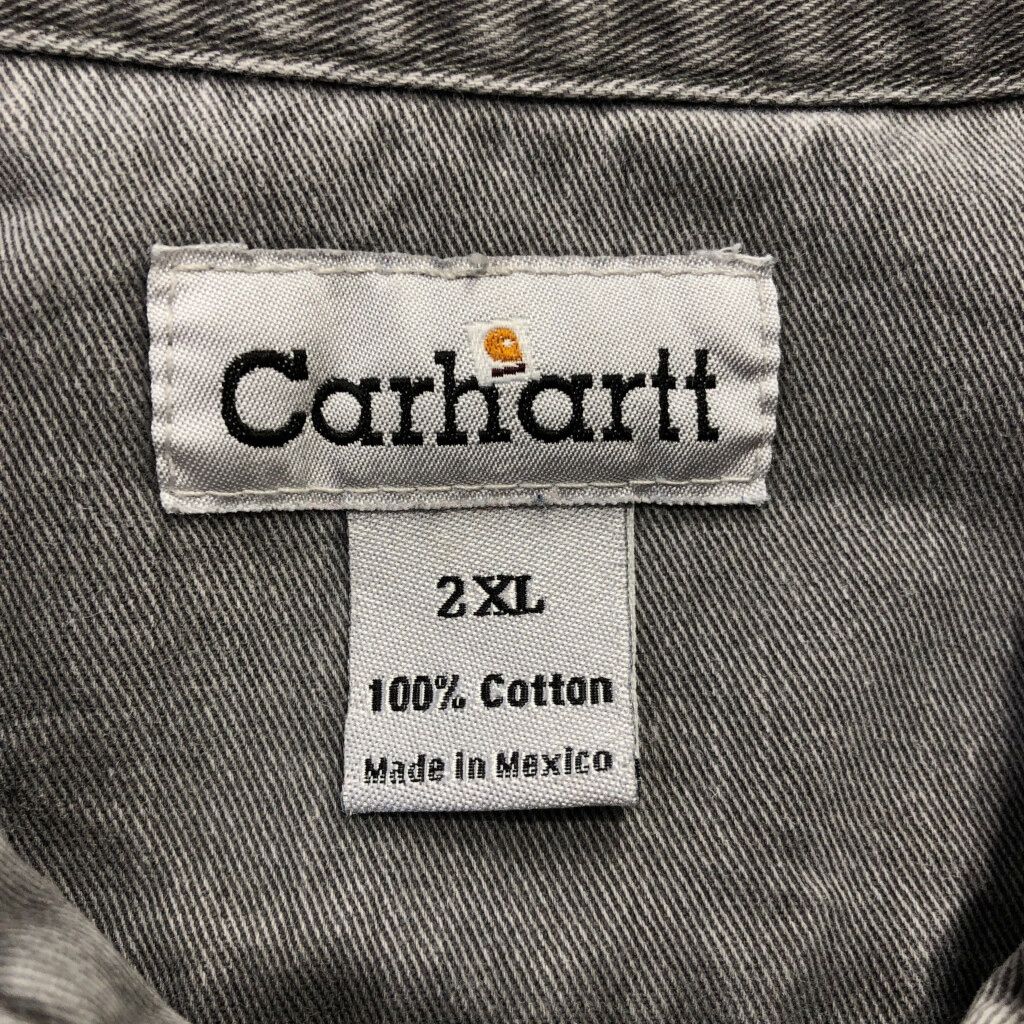 Carhartt
2XL
100% Cotton
Made in Mexico